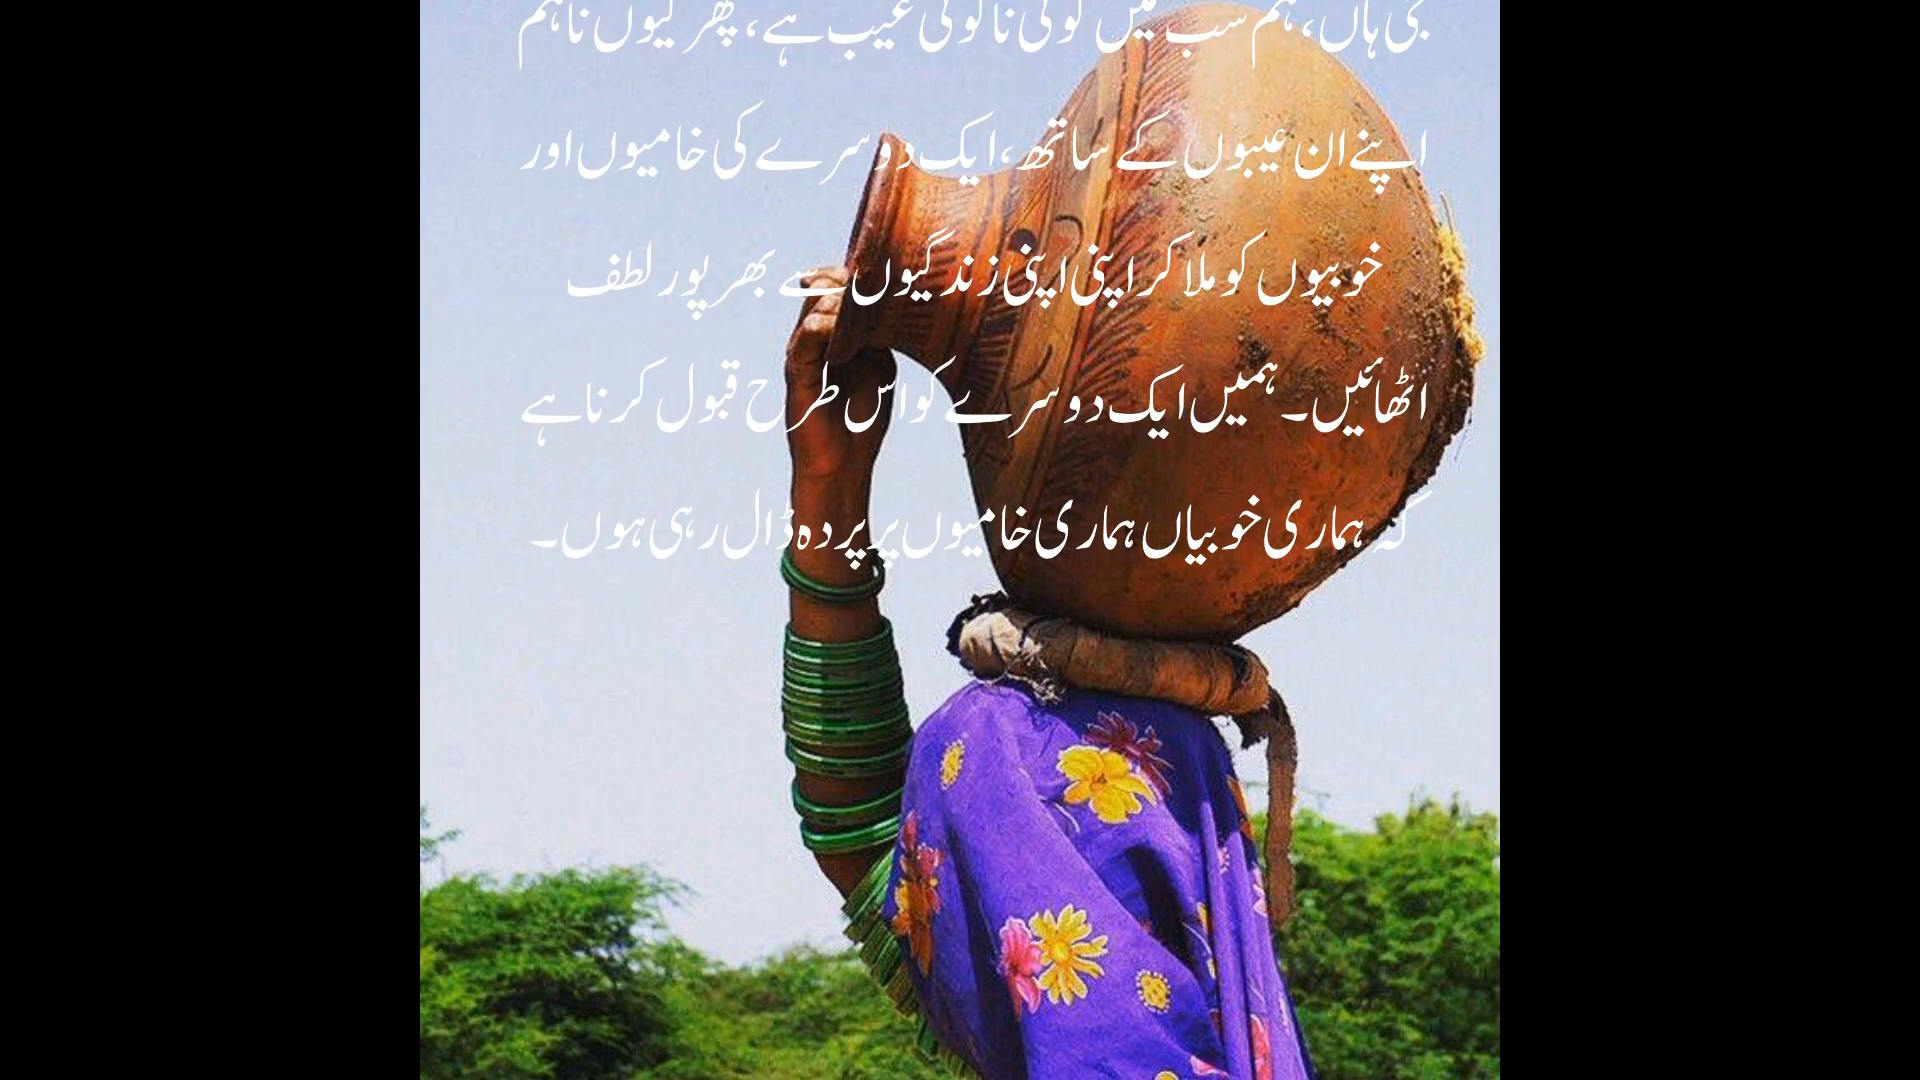 جی ہاں، ہم سب میں کوئی نا کوئی عیب ہے، پھر کیوں نا ہم
اپنے ان عیبوں کے ساتھ، ایک دوسرے کی خامیوں اور
خوبیوں کو ملا کر اپنی اپنی زندگیوں سے بھر پور لطف
اٹھائیں۔ ہمیں ایک دوسرے کو اس طرح قبول کرنا ہے
کہ ہماری خوبیاں ہماری خامیوں پر پردہ ڈال رہی ہوں۔